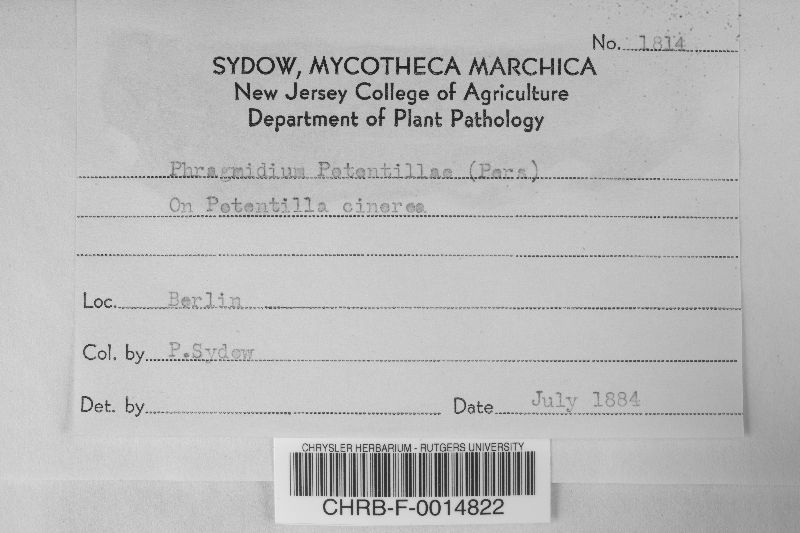 No. 1814
SYDOW, MYCOTHECA MARCHICA
New Jersey College of Agriculture
Department of Plant Pathology
Phragmidium Potentillae (Pers)
On Potentilla cinerea
Loc. Berlin
Col. by P.Sydow
Det. by
Date July 1884
CHRYSLER HERBARIUM - RUTGERS UNIVERSITY
CHRB-F-0014822